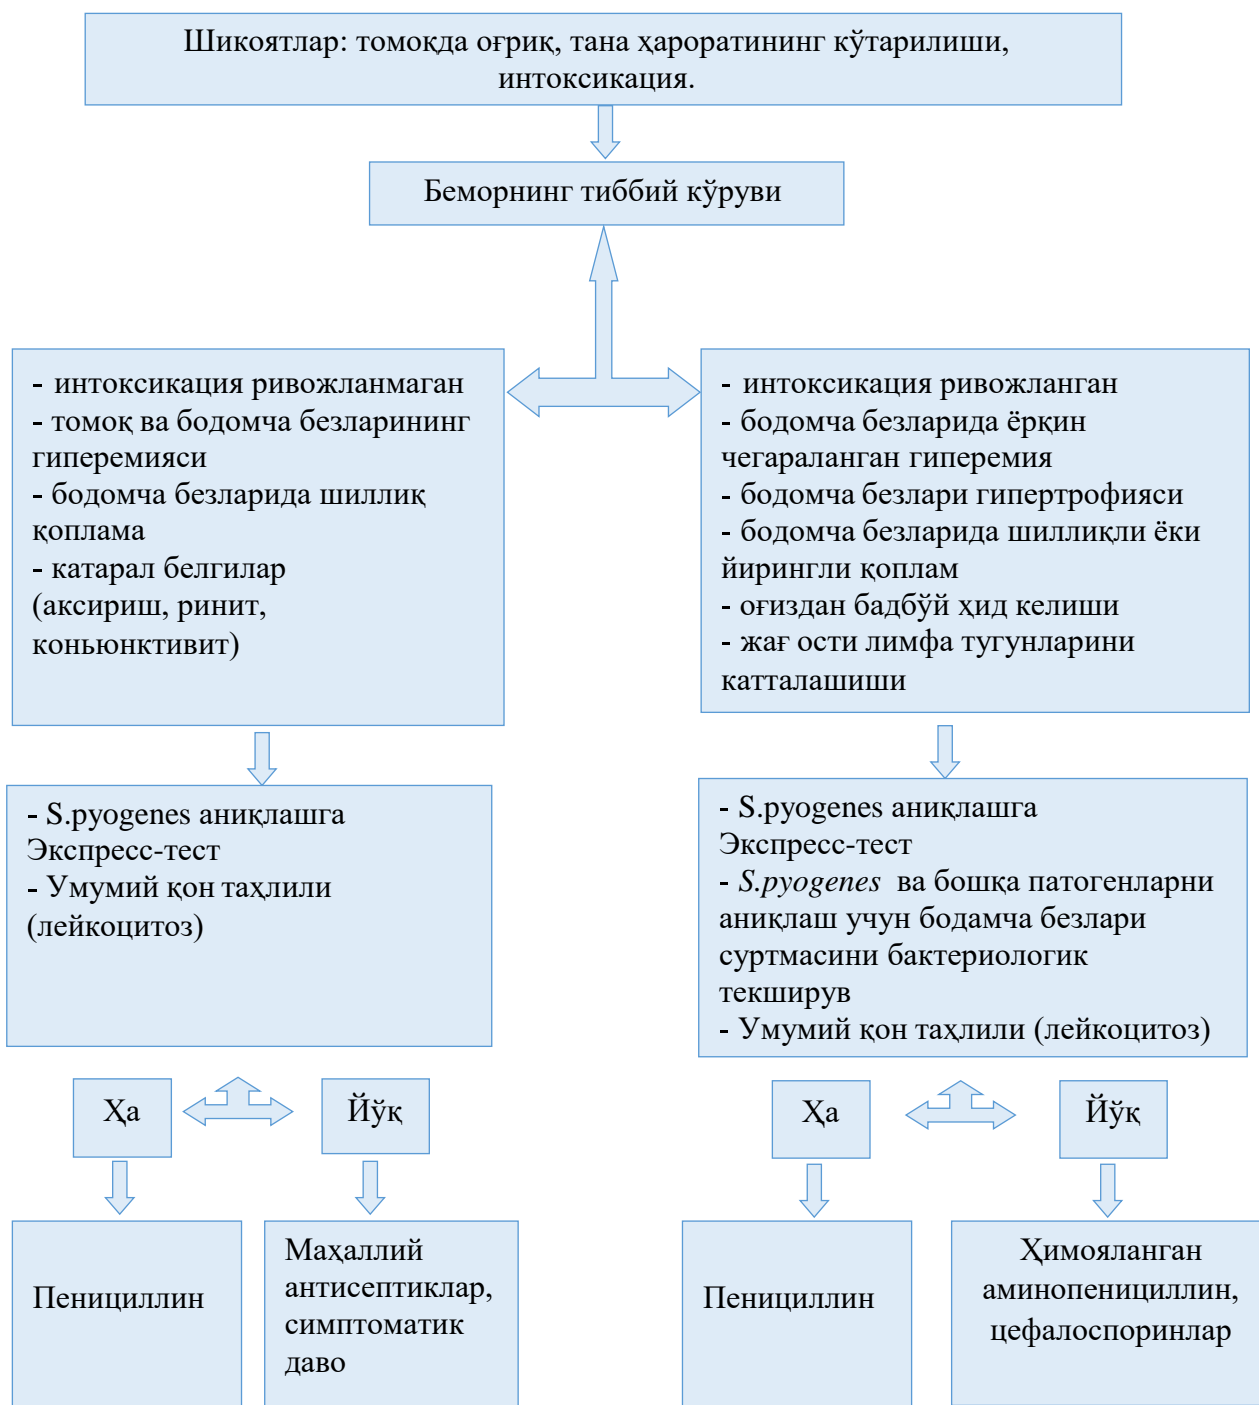 Шикоятлар: томоқда оғриқ, тана ҳароратининг кўтарилиши,
интоксикация.
Беморнинг тиббий кўруви
- интоксикация ривожланмаган
- томоқ ва бодомча безларининг
гиперемияси
- бодомча безларида шиллиқ
қоплама
- катарал белгилар
(аксириш, ринит,
коньюнктивит)
- интоксикация ривожланган
- бодомча безларида ёрқин
чегараланган гиперемия
- бодомча безлари гипертрофияси
- бодомча безларида шиллиқли ёки
йирингли қоплам
- оғиздан бадбўй ҳид келиши
- жағ ости лимфа тугунларини
катталашиши
- S.pyogenes аниқлашга
Экспресс-тест
- Умумий қон таҳлили
(лейкоцитоз)
- S.pyogenes аниқлашга
Экспресс-тест
- S.pyogenes ва бошқа патогенларни
аниқлаш учун бодамча безлари
суртмасини бактериологик
текширув
- Умумий қон таҳлили (лейкоцитоз)
Ҳа
Йўқ
Ҳа
Йўқ
Пенициллин
Маҳаллий
антисептиклар,
симптоматик
даво
Пенициллин
Ҳимояланган
аминопенициллин,
цефалоспоринлар